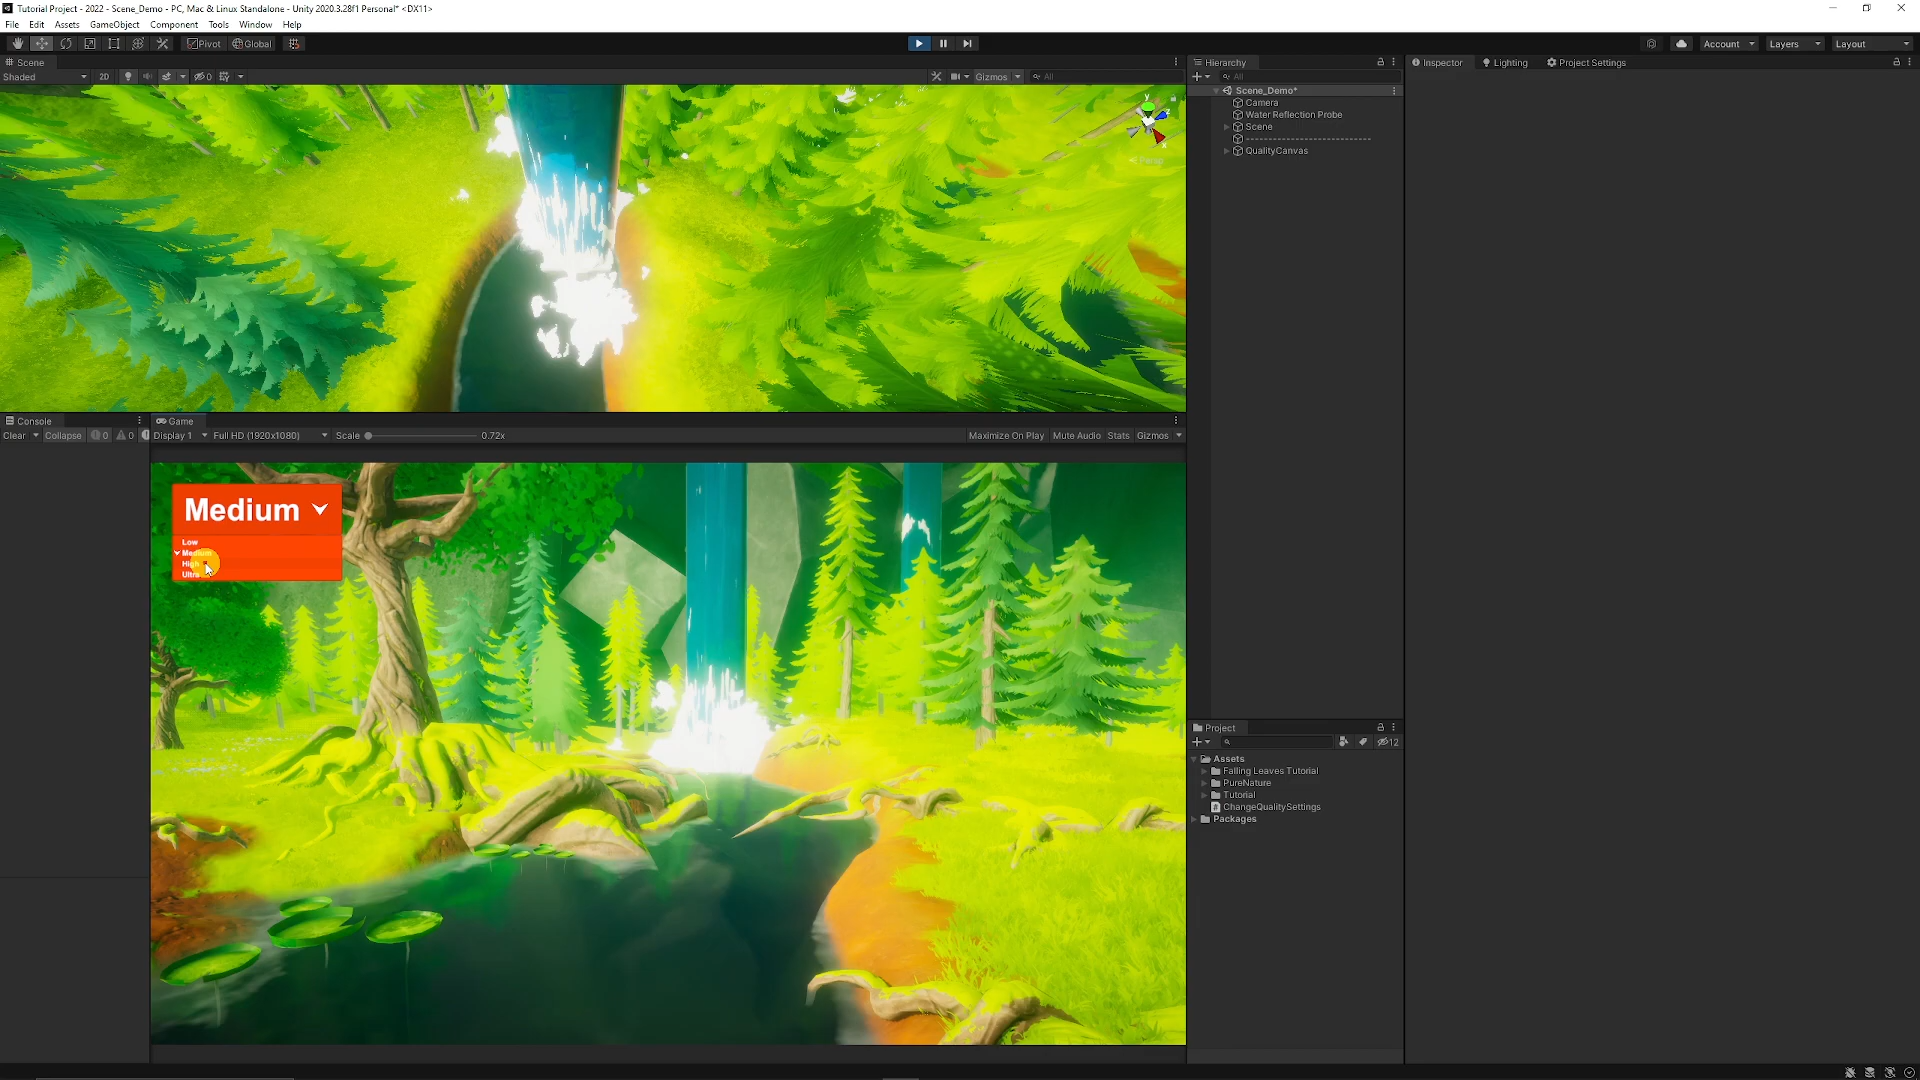 Tutorial Project - 2022 - Scene_Demo - PC, Mac & Linux Standalone - Unity 2020.3.28f1 Personal* <DX11>
File Edit Assets GameObject Component Tools Window Help
Pivot Global Account Layers Layout
Scene
Shaded 2D 0 Gizmos All
Persp
Hierarchy
All
Scene_Demo*
Camera
Water Reflection Probe
Scene
----------------------------
QualityCanvas
Inspector Lighting Project Settings
Console
Clear Collapse 0 0
Game
Display 1 Full HD (1920x1080) Scale 0.72x Maximize On Play Mute Audio Stats Gizmos
Medium
Low
Medium
High
Ultra
Project
12
Assets
Falling Leaves Tutorial
PureNature
Tutorial
ChangeQualitySettings
Packages